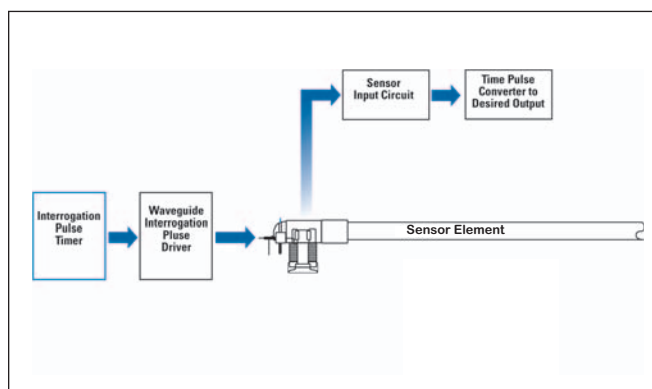 Sensor
Input Circuit
Time Pulse
Converter to
Desired Output
Interrogation
Pulse
Timer
Waveguide
Interrogation
Pluse
Driver
Sensor Element